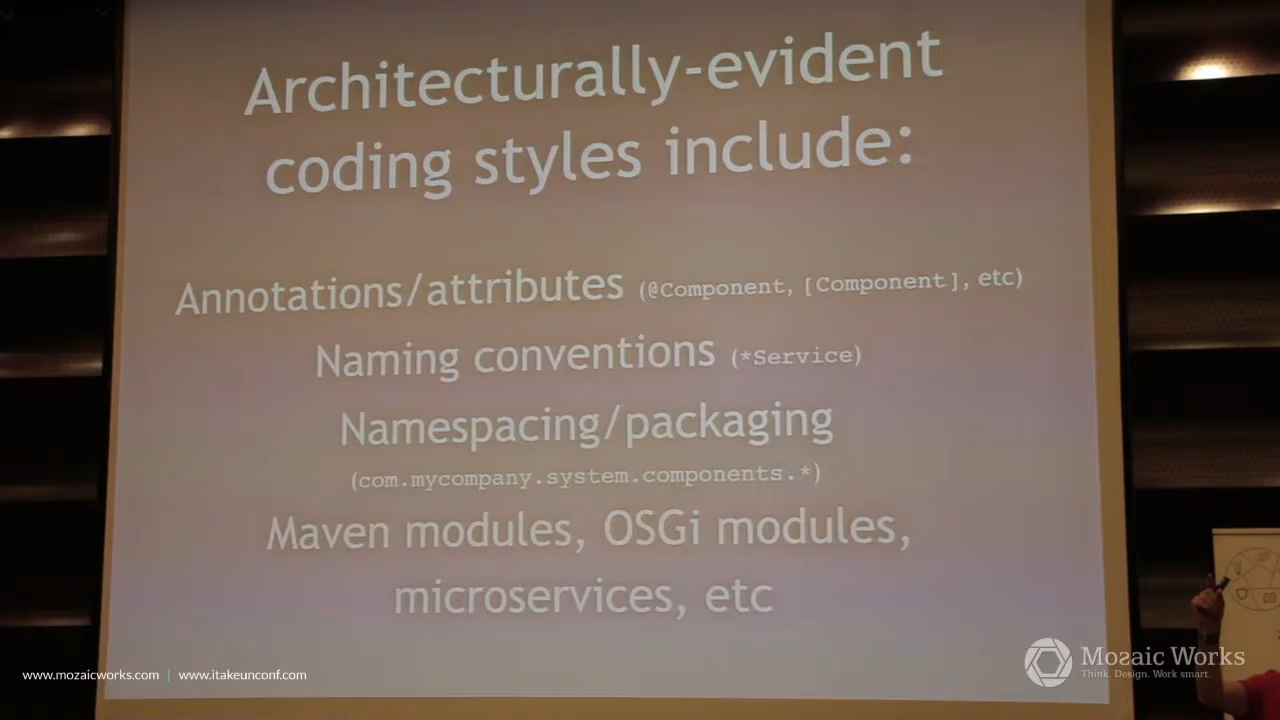 Architecturally-evident
coding styles include:
Annotations/attributes (@Component, [Component], etc)
Naming conventions (*Service)
Namespacing/packaging
(com.mycompany.system.components.*)
Maven modules, OSGi modules,
microservices, etc
www.mozaicworks.com | www.itakeunconf.com
Mozaic Works
Think. Design. Work smart.